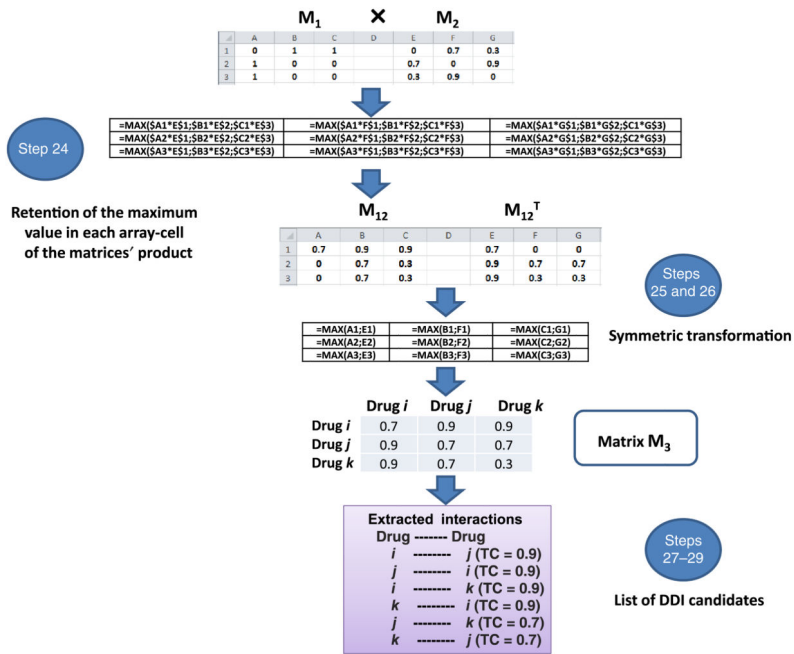 M1 × M2
A B C D E F G
1 0 1 1 0 0.7 0.3
2 1 0 0 0.7 0 0.9
3 1 0 0 0.3 0.9 0
Step 24
=MAX($A1*E$1;$B1*E$2;$C1*E$3) =MAX($A1*F$1;$B1*F$2;$C1*F$3) =MAX($A1*G$1;$B1*G$2;$C1*G$3)
=MAX($A2*E$1;$B2*E$2;$C2*E$3) =MAX($A2*F$1;$B2*F$2;$C2*F$3) =MAX($A2*G$1;$B2*G$2;$C2*G$3)
=MAX($A3*E$1;$B3*E$2;$C3*E$3) =MAX($A3*F$1;$B3*F$2;$C3*F$3) =MAX($A3*G$1;$B3*G$2;$C3*G$3)
Retention of the maximum
value in each array-cell
of the matrices′ product
M12 M12T
A B C D E F G
1 0.7 0.9 0.9 0.7 0 0
2 0 0.7 0.3 0.9 0.7 0.7
3 0 0.7 0.3 0.9 0.3 0.3
Steps
25 and 26
Symmetric transformation
=MAX(A1;E1) =MAX(B1;F1) =MAX(C1;G1)
=MAX(A2;E2) =MAX(B2;F2) =MAX(C2;G2)
=MAX(A3;E3) =MAX(B3;F3) =MAX(C3;G3)
Drug i Drug j Drug k
Drug i 0.7 0.9 0.9
Drug j 0.9 0.7 0.7
Drug k 0.9 0.7 0.3
Matrix M3
Extracted interactions
Drug ------- Drug
i -------- j (TC = 0.9)
j -------- i (TC = 0.9)
i -------- k (TC = 0.9)
k -------- i (TC = 0.9)
j -------- k (TC = 0.7)
k -------- j (TC = 0.7)
Steps
27–29
List of DDI candidates